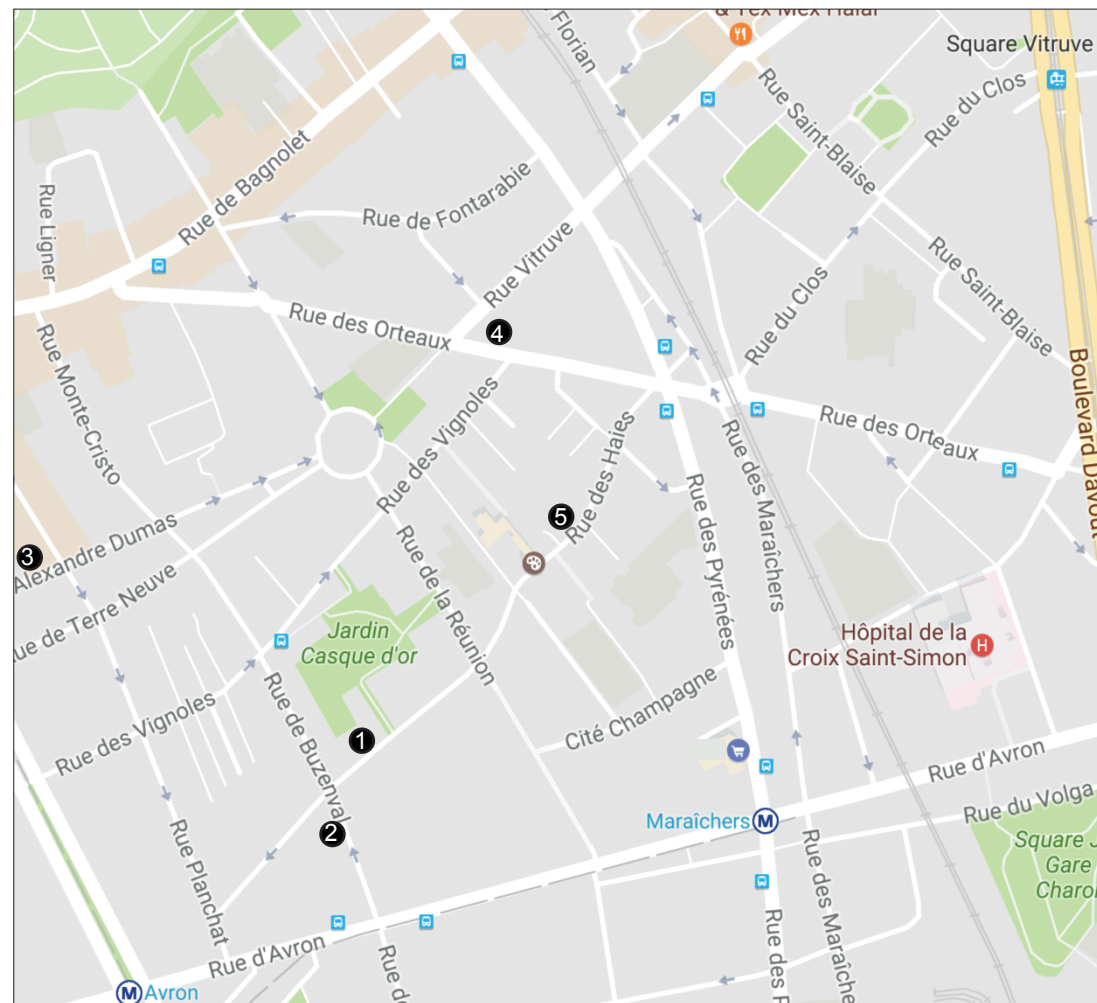 & Tex Mex Halal
Florian
Square Vitruve
Rue du Clos
Rue Saint-Blaise
Rue de Bagnolet
Rue Ligner
Rue de Fontarabie
Rue Vitruve
Rue Saint-Blaise
Rue du Clos
Rue des Orteaux
4
Rue Monte-Cristo
Boulevard Davout
Rue des Vignoles
Rue des Haies
Rue des Orteaux
Rue des Maraîchers
Rue des Pyrénées
5
3
Alexandre Dumas
ue de Terre Neuve
Rue de la Réunion
Jardin
Casque d'or
Hôpital de la
Croix Saint-Simon
H
Rue des Vignoles
Rue de Buzenval
1
Cité Champagne
Rue d'Avron
2
Maraîchers
M
Rue du Volga
Rue Planchat
Square J
Gare
Charo
Rue des Maraîche
Rue d'Avron
Rue de
Rue des P
M
Avron